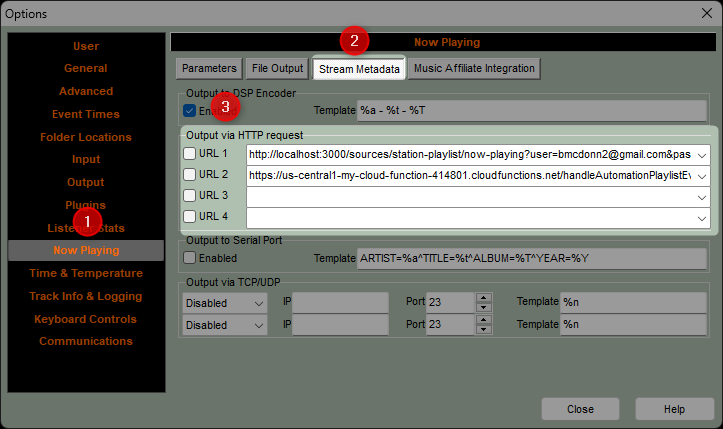 Options
User
General
Advanced
Event Times
Folder Locations
Input
Output
Plugins
1
Listener Stats
Now Playing
Time & Temperature
Track Info & Logging
Keyboard Controls
Communications
2
Now Playing
Parameters File Output Stream Metadata Music Affiliate Integration
Output to DSP Encoder
3
Enabled Template %a - %t - %T
Output via HTTP request
URL 1 http://localhost:3000/sources/station-playlist/now-playing?user=bmcdonn2@gmail.com&pas
URL 2 https://us-central1-my-cloud-function-414801.cloudfunctions.net/handleAutomationPlaylistEv
URL 3
URL 4
Output to Serial Port
Enabled Template ARTIST=%a^TITLE=%t^ALBUM=%T^YEAR=%Y
Output via TCP/UDP
Disabled IP Port 23 Template %n
Disabled IP Port 23 Template %n
Close Help